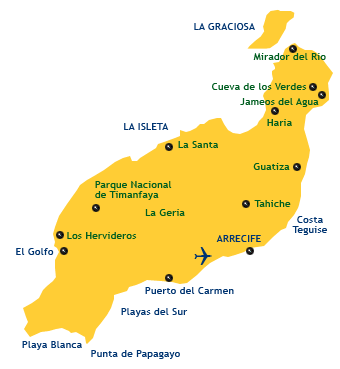 LA GRACIOSA
Mirador del Rio
Cueva de los Verdes
Jameos del Agua
Haria
LA ISLETA
La Santa
Guatiza
Parque Nacional
de Timanfaya
La Geria
Tahiche
Costa
Teguise
Los Hervideros
ARRECIFE
El Golfo
Puerto del Carmen
Playas del Sur
Playa Blanca
Punta de Papagayo